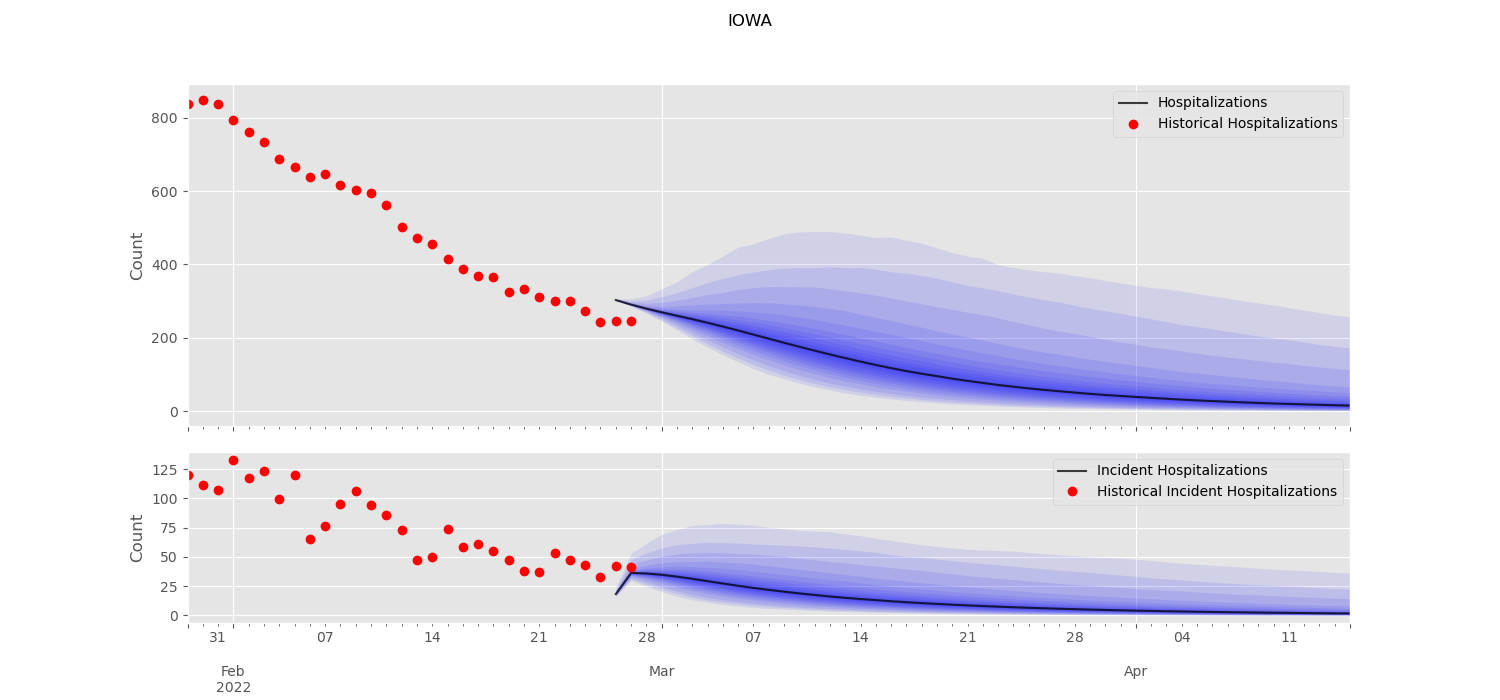 IOWA
Hospitalizations
Historical Hospitalizations
800
600
400
200
0
Count
Incident Hospitalizations
Historical Incident Hospitalizations
125
100
75
50
25
0
Count
31 07 14 21 28 07 14 21 28 04 11
Feb Mar Apr
2022